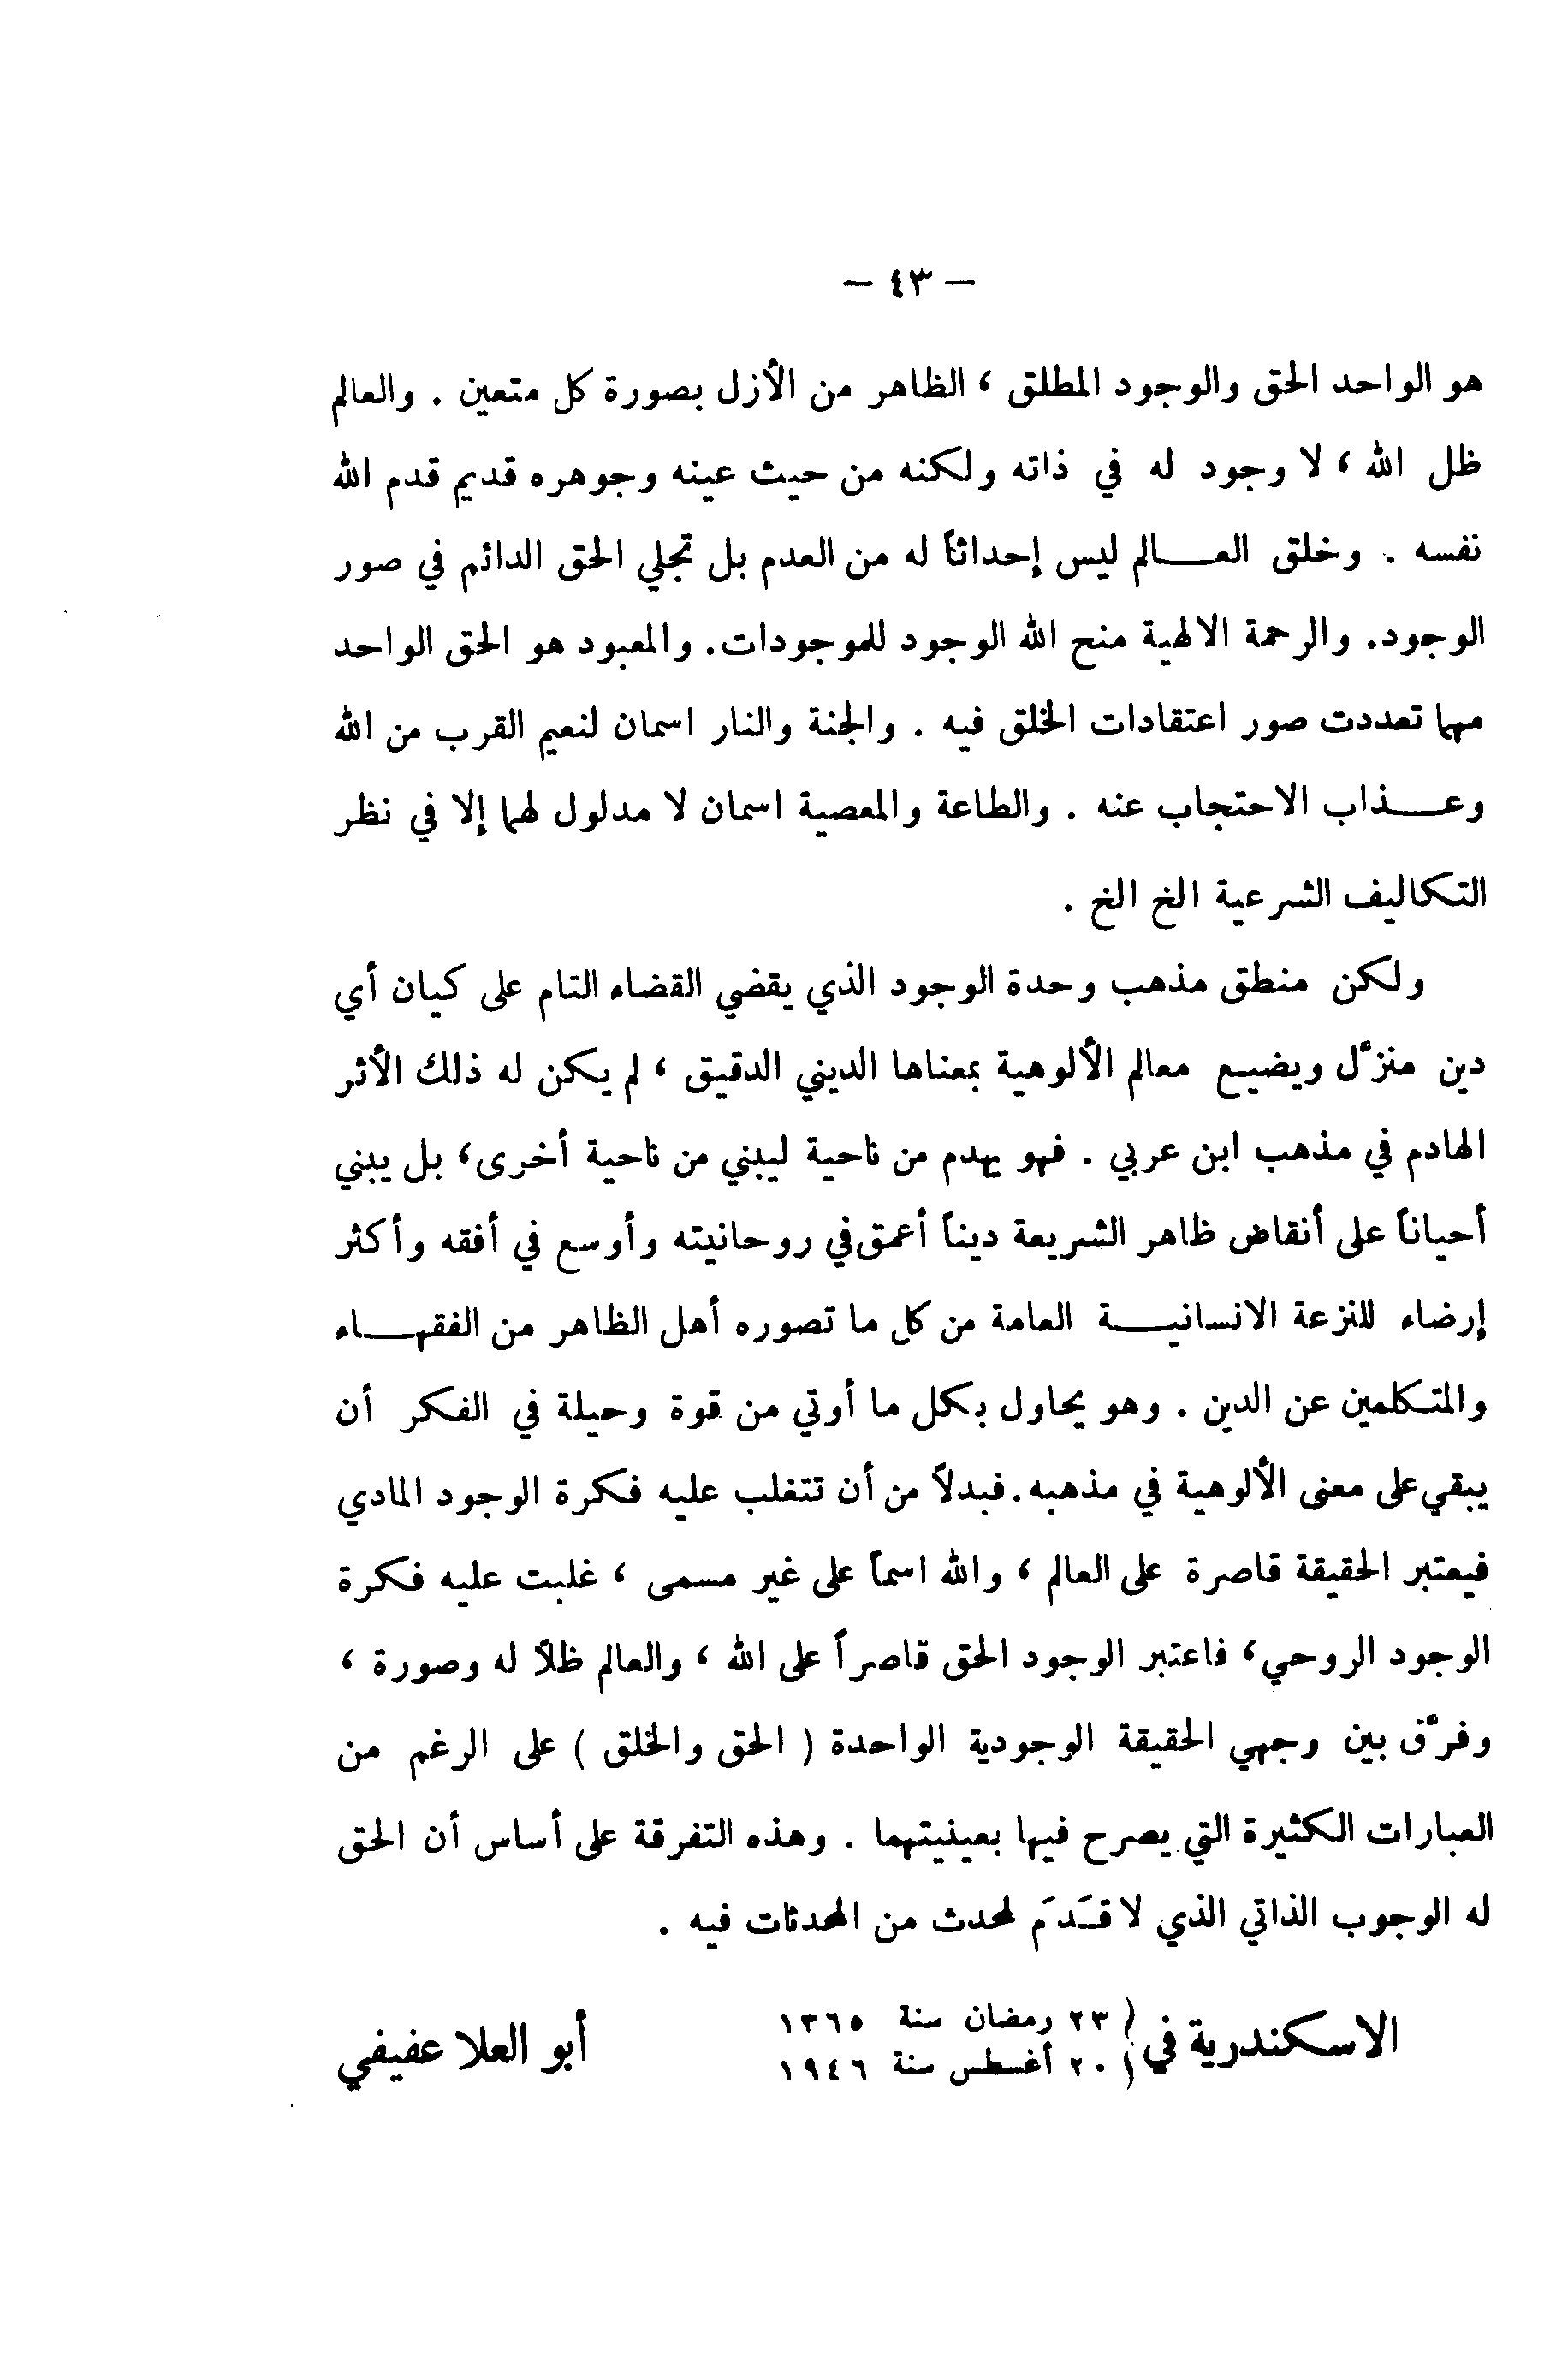 — ٤٣ —
هو الواحد الحق والوجود المطلق ، الظاهر من الأزل بصورة كل متعين . والعالم
ظل الله ، لا وجود له في ذاته ولكنه من حيث عينه وجوهره قديم قدم الله
نفسه . وخلق العـــالم ليس إحداثاً له من العدم بل تجلي الحق الدائم في صور
الوجود. والرحمة الالهية منح الله الوجود للموجودات. والمعبود هو الحق الواحد
مهما تعددت صور اعتقادات الخلق فيه . والجنة والنار اسمان لنعيم القرب من الله
وعـــذاب الاحتجاب عنه . والطاعة والمعصية اسمان لا مدلول لهما إلا في نظر
التكاليف الشرعية الخ الخ .
ولكن منطق مذهب وحدة الوجود الذي يقضي القضاء التام على كيان أي
دين منزَّل ويضيع معالم الألوهية بمعناها الديني الدقيق ، لم يكن له ذلك الأثر
الهادم في مذهب ابن عربي . فهو يهدم من ناحية ليبني من ناحية أخرى، بل يبني
أحياناً على أنقاض ظاهر الشريعة ديناً أعمق في روحانيته وأوسع في أفقه وأكثر
إرضاء للنزعة الانسانيـــة العامة من كل ما تصوره أهل الظاهر من الفقهـــاء
والمتكلمين عن الدين . وهو يحاول بكل ما أوتي من قوة وحيلة في الفكر أن
يبقي على معنى الألوهية في مذهبه. فبدلاً من أن تتغلب عليه فكرة الوجود المادي
فيعتبر الحقيقة قاصرة على العالم ، والله اسماً على غير مسمى ، غلبت عليه فكرة
الوجود الروحي، فاعتبر الوجود الحق قاصراً على الله ، والعالم ظلاً له وصورة ،
وفرَّق بين وجهي الحقيقة الوجودية الواحدة ( الحق والخلق ) على الرغم من
العبارات الكثيرة التي يصرح فيها بعينيتهما . وهذه التفرقة على أساس أن الحق
له الوجوب الذاتي الذي لا قَدَمَ لمحدث من المحدثات فيه .
الاسكندرية في ( ٢٣ رمضان سنة ١٣٦٥
٢٠ أغسطس سنة ١٩٤٦
أبو العلا عفيفي